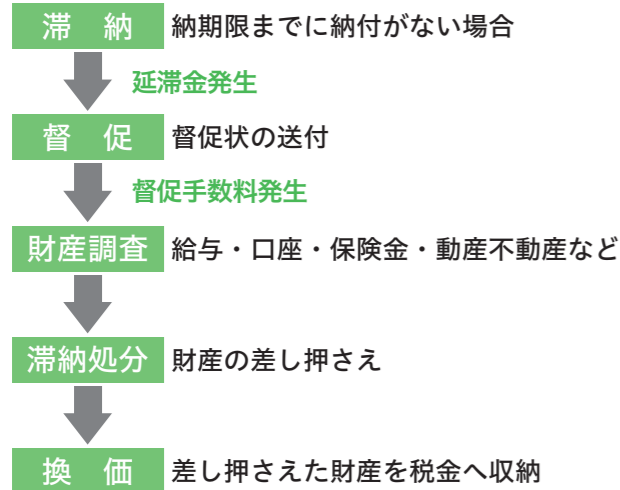 滞　納 納期限までに納付がない場合
延滞金発生
督　促 督促状の送付
督促手数料発生
財産調査 給与・口座・保険金・動産不動産など
滞納処分 財産の差し押さえ
換　価 差し押さえた財産を税金へ収納